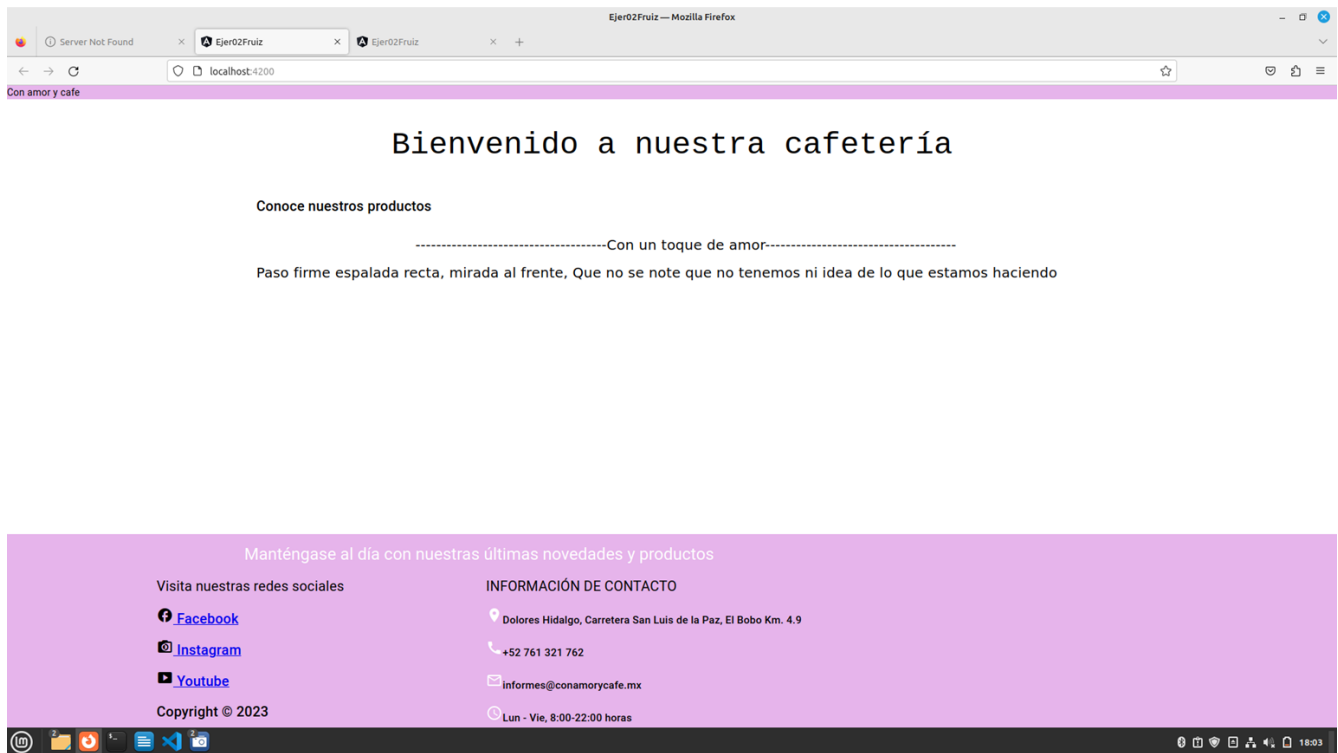 Ejer02Fruiz — Mozilla Firefox
Server Not Found
Ejer02Fruiz
Ejer02Fruiz
localhost:4200
Con amor y cafe
Bienvenido a nuestra cafetería
Conoce nuestros productos
-------------------------------------Con un toque de amor-------------------------------------
Paso firme espalada recta, mirada al frente, Que no se note que no tenemos ni idea de lo que estamos haciendo
Manténgase al día con nuestras últimas novedades y productos
Visita nuestras redes sociales
Facebook
Instagram
Youtube
Copyright © 2023
INFORMACIÓN DE CONTACTO
Dolores Hidalgo, Carretera San Luis de la Paz, El Bobo Km. 4.9
+52 761 321 762
informes@conamorycafe.mx
Lun - Vie, 8:00-22:00 horas
2
2
18:03